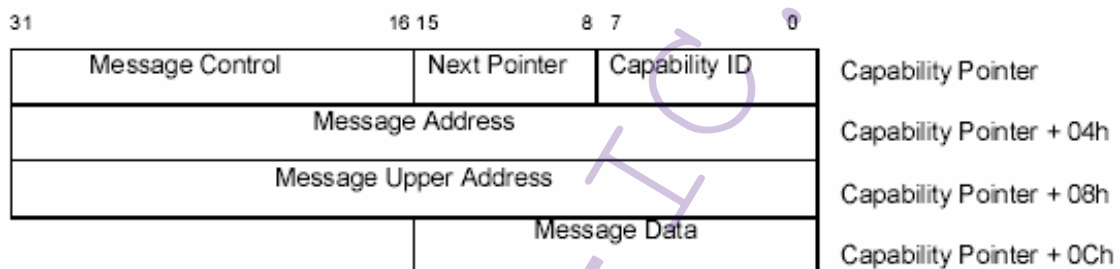 31 16 15 8 7 0
Message Control Next Pointer Capability ID Capability Pointer
Message Address Capability Pointer + 04h
Message Upper Address Capability Pointer + 08h
Message Data Capability Pointer + 0Ch